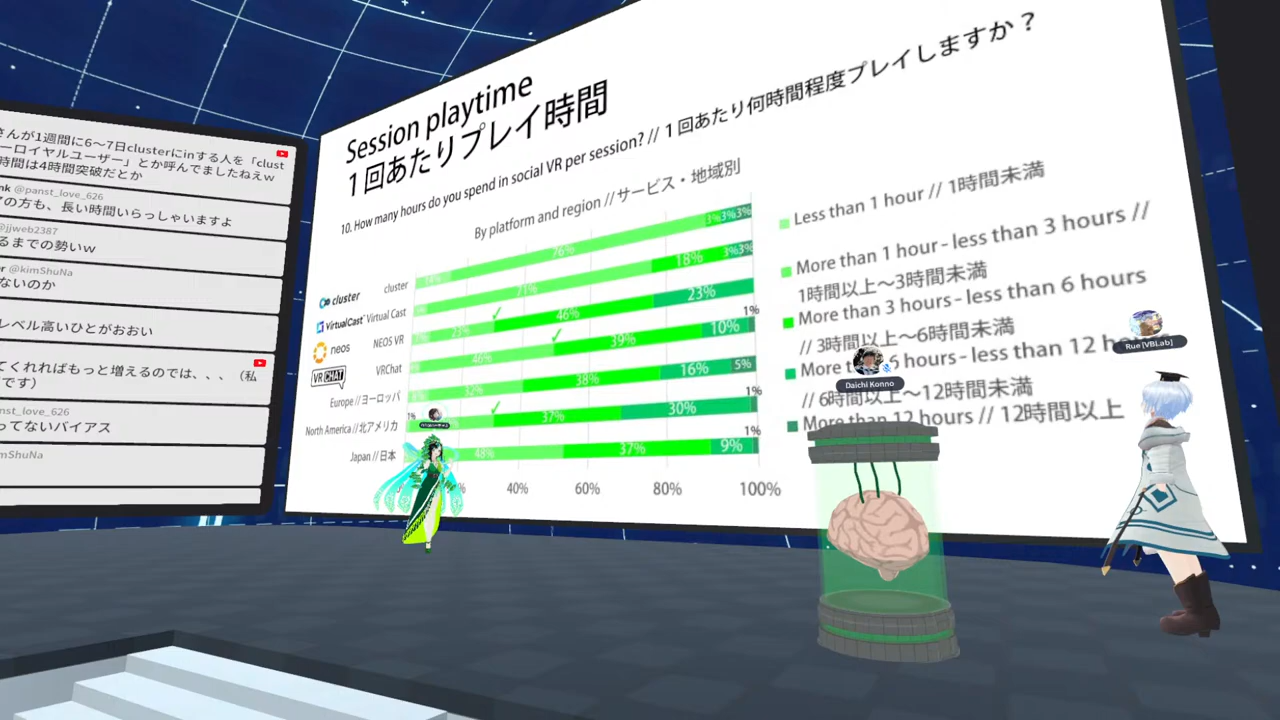 さんが1週間に6〜7日clusterにinする人を「clust
ーロイヤルユーザー」とか呼んでましたねえw
時間は4時間突破だとか
nk @panst_love_626
の方も、長い時間いらっしゃいますよ
@jjweb2387
るまでの勢いw
er @kimShuNa
ないのか
レベル高いひとがおおい
てくれればもっと増えるのでは、、、（私
です）
nst_love_626
ってないバイアス
imShuNa
Session playtime
1回あたりプレイ時間
10. How many hours do you spend in social VR per session? // 1回あたり何時間程度プレイしますか？
By platform and region // サービス・地域別
cluster cluster 76% 3% 3% 3%
VirtualCast Virtual Cast 18% 3% 3%
neos NEOS VR 23% 46% 23%
VRCHAT VRChat 46% 39% 10% 1%
Europe // ヨーロッパ 32% 38% 16% 5%
North America // 北アメリカ 1% 37% 30% 1%
Japan // 日本 48% 37% 9% 1%
40% 60% 80% 100%
Less than 1 hour // 1時間未満
More than 1 hour - less than 3 hours //
1時間以上〜3時間未満
More than 3 hours - less than 6 hours
// 3時間以上〜6時間未満
6 hours - less than 12
// 6時間以上〜12時間未満
More than 12 hours // 12時間以上
Daichi Konno
Rue [VBLab]